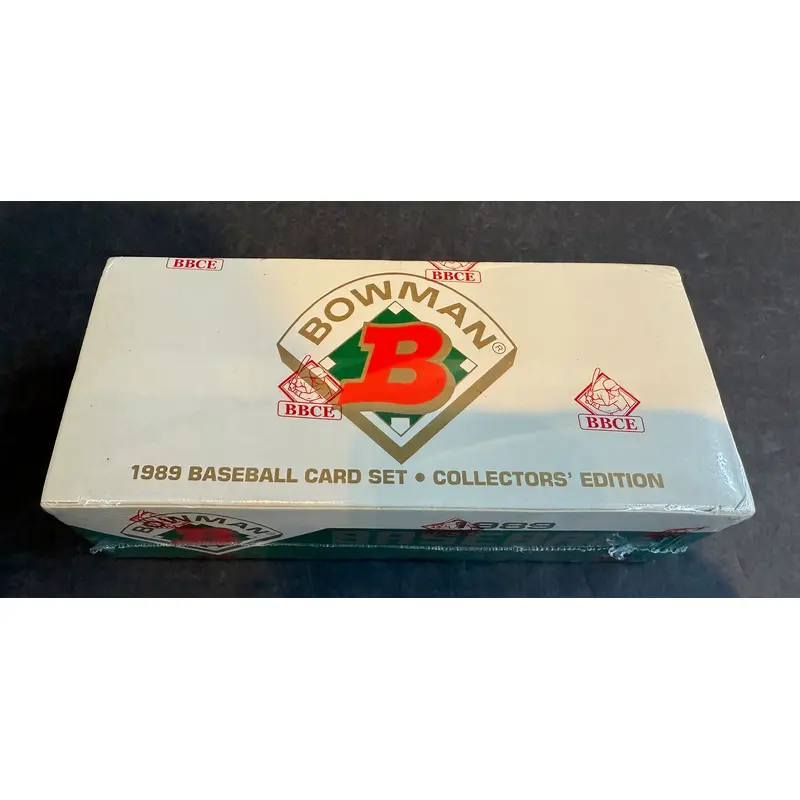 BBCE
BBCE
BOWMAN®
B
BBCE
BBCE
1989 BASEBALL CARD SET • COLLECTORS' EDITION
BOWMAN
B
1989